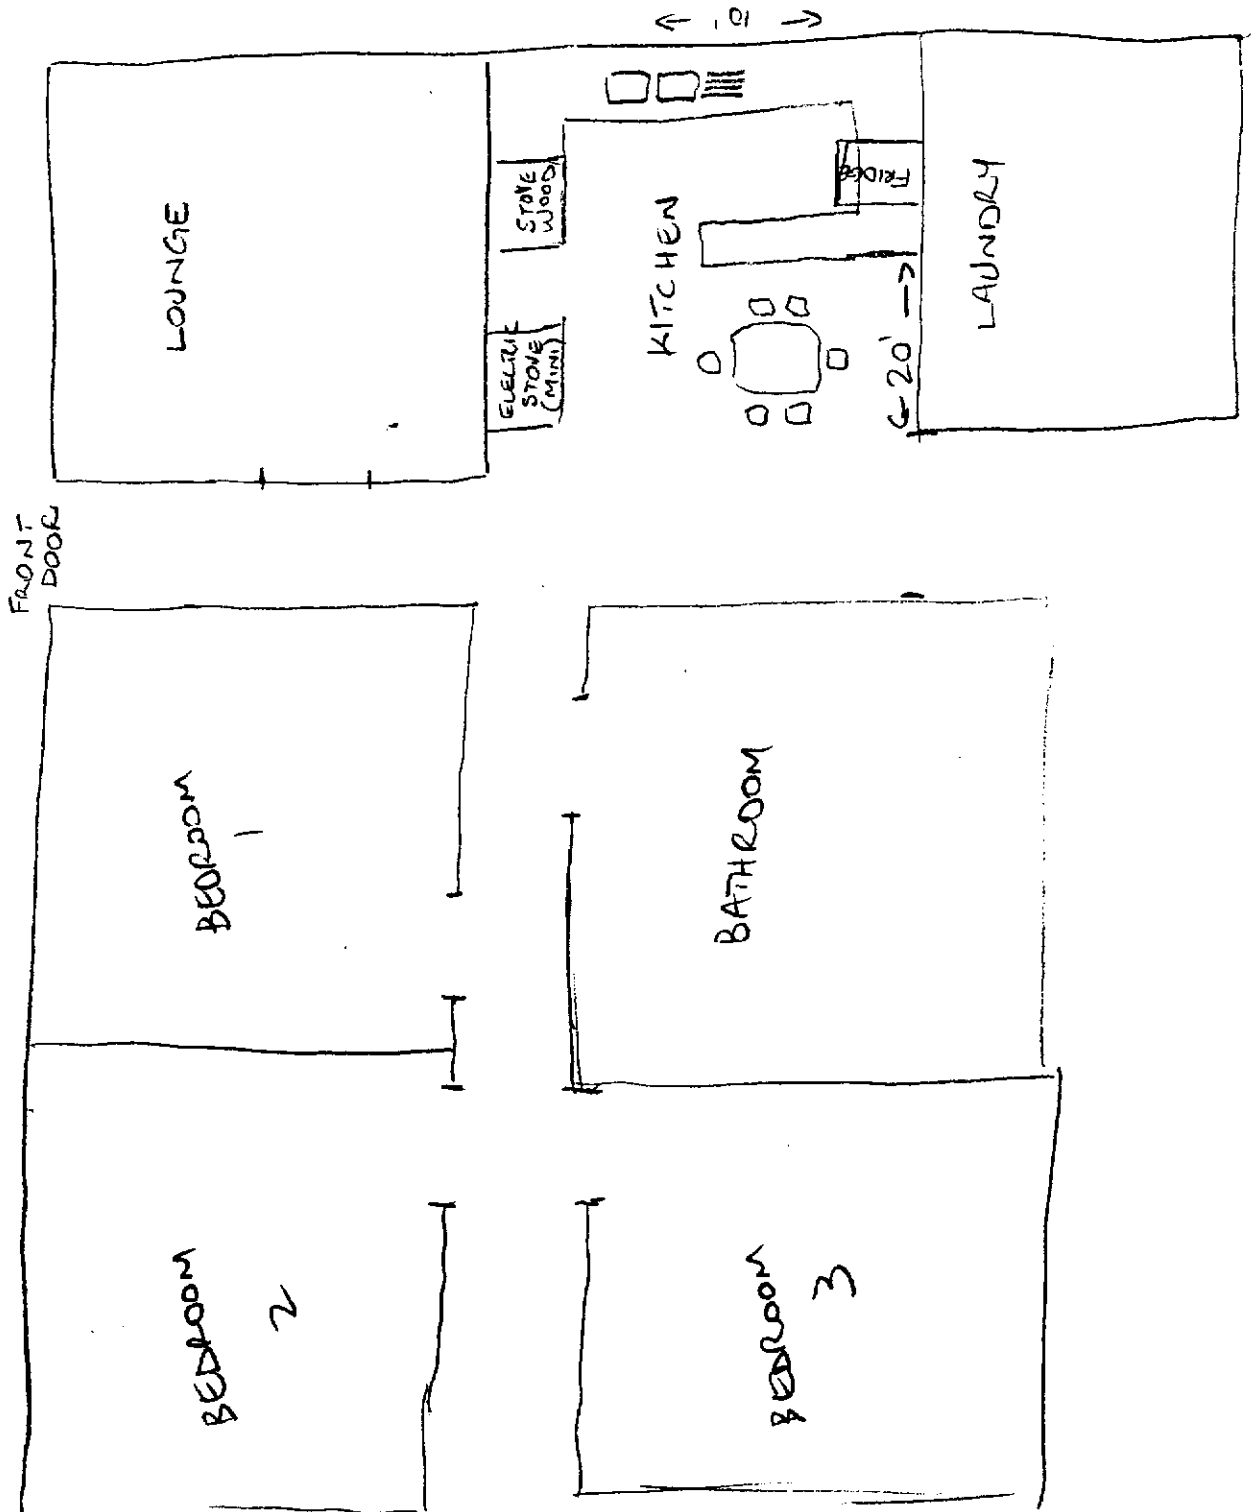 FRONT
DOOR
LOUNGE
STOVE
WOOD
ELECTRIC
STOVE
(MINI)
KITCHEN
FRIDGE
10'
← 20' →
LAUNDRY
BEDROOM
1
BATHROOM
BEDROOM
2
BEDROOM
3